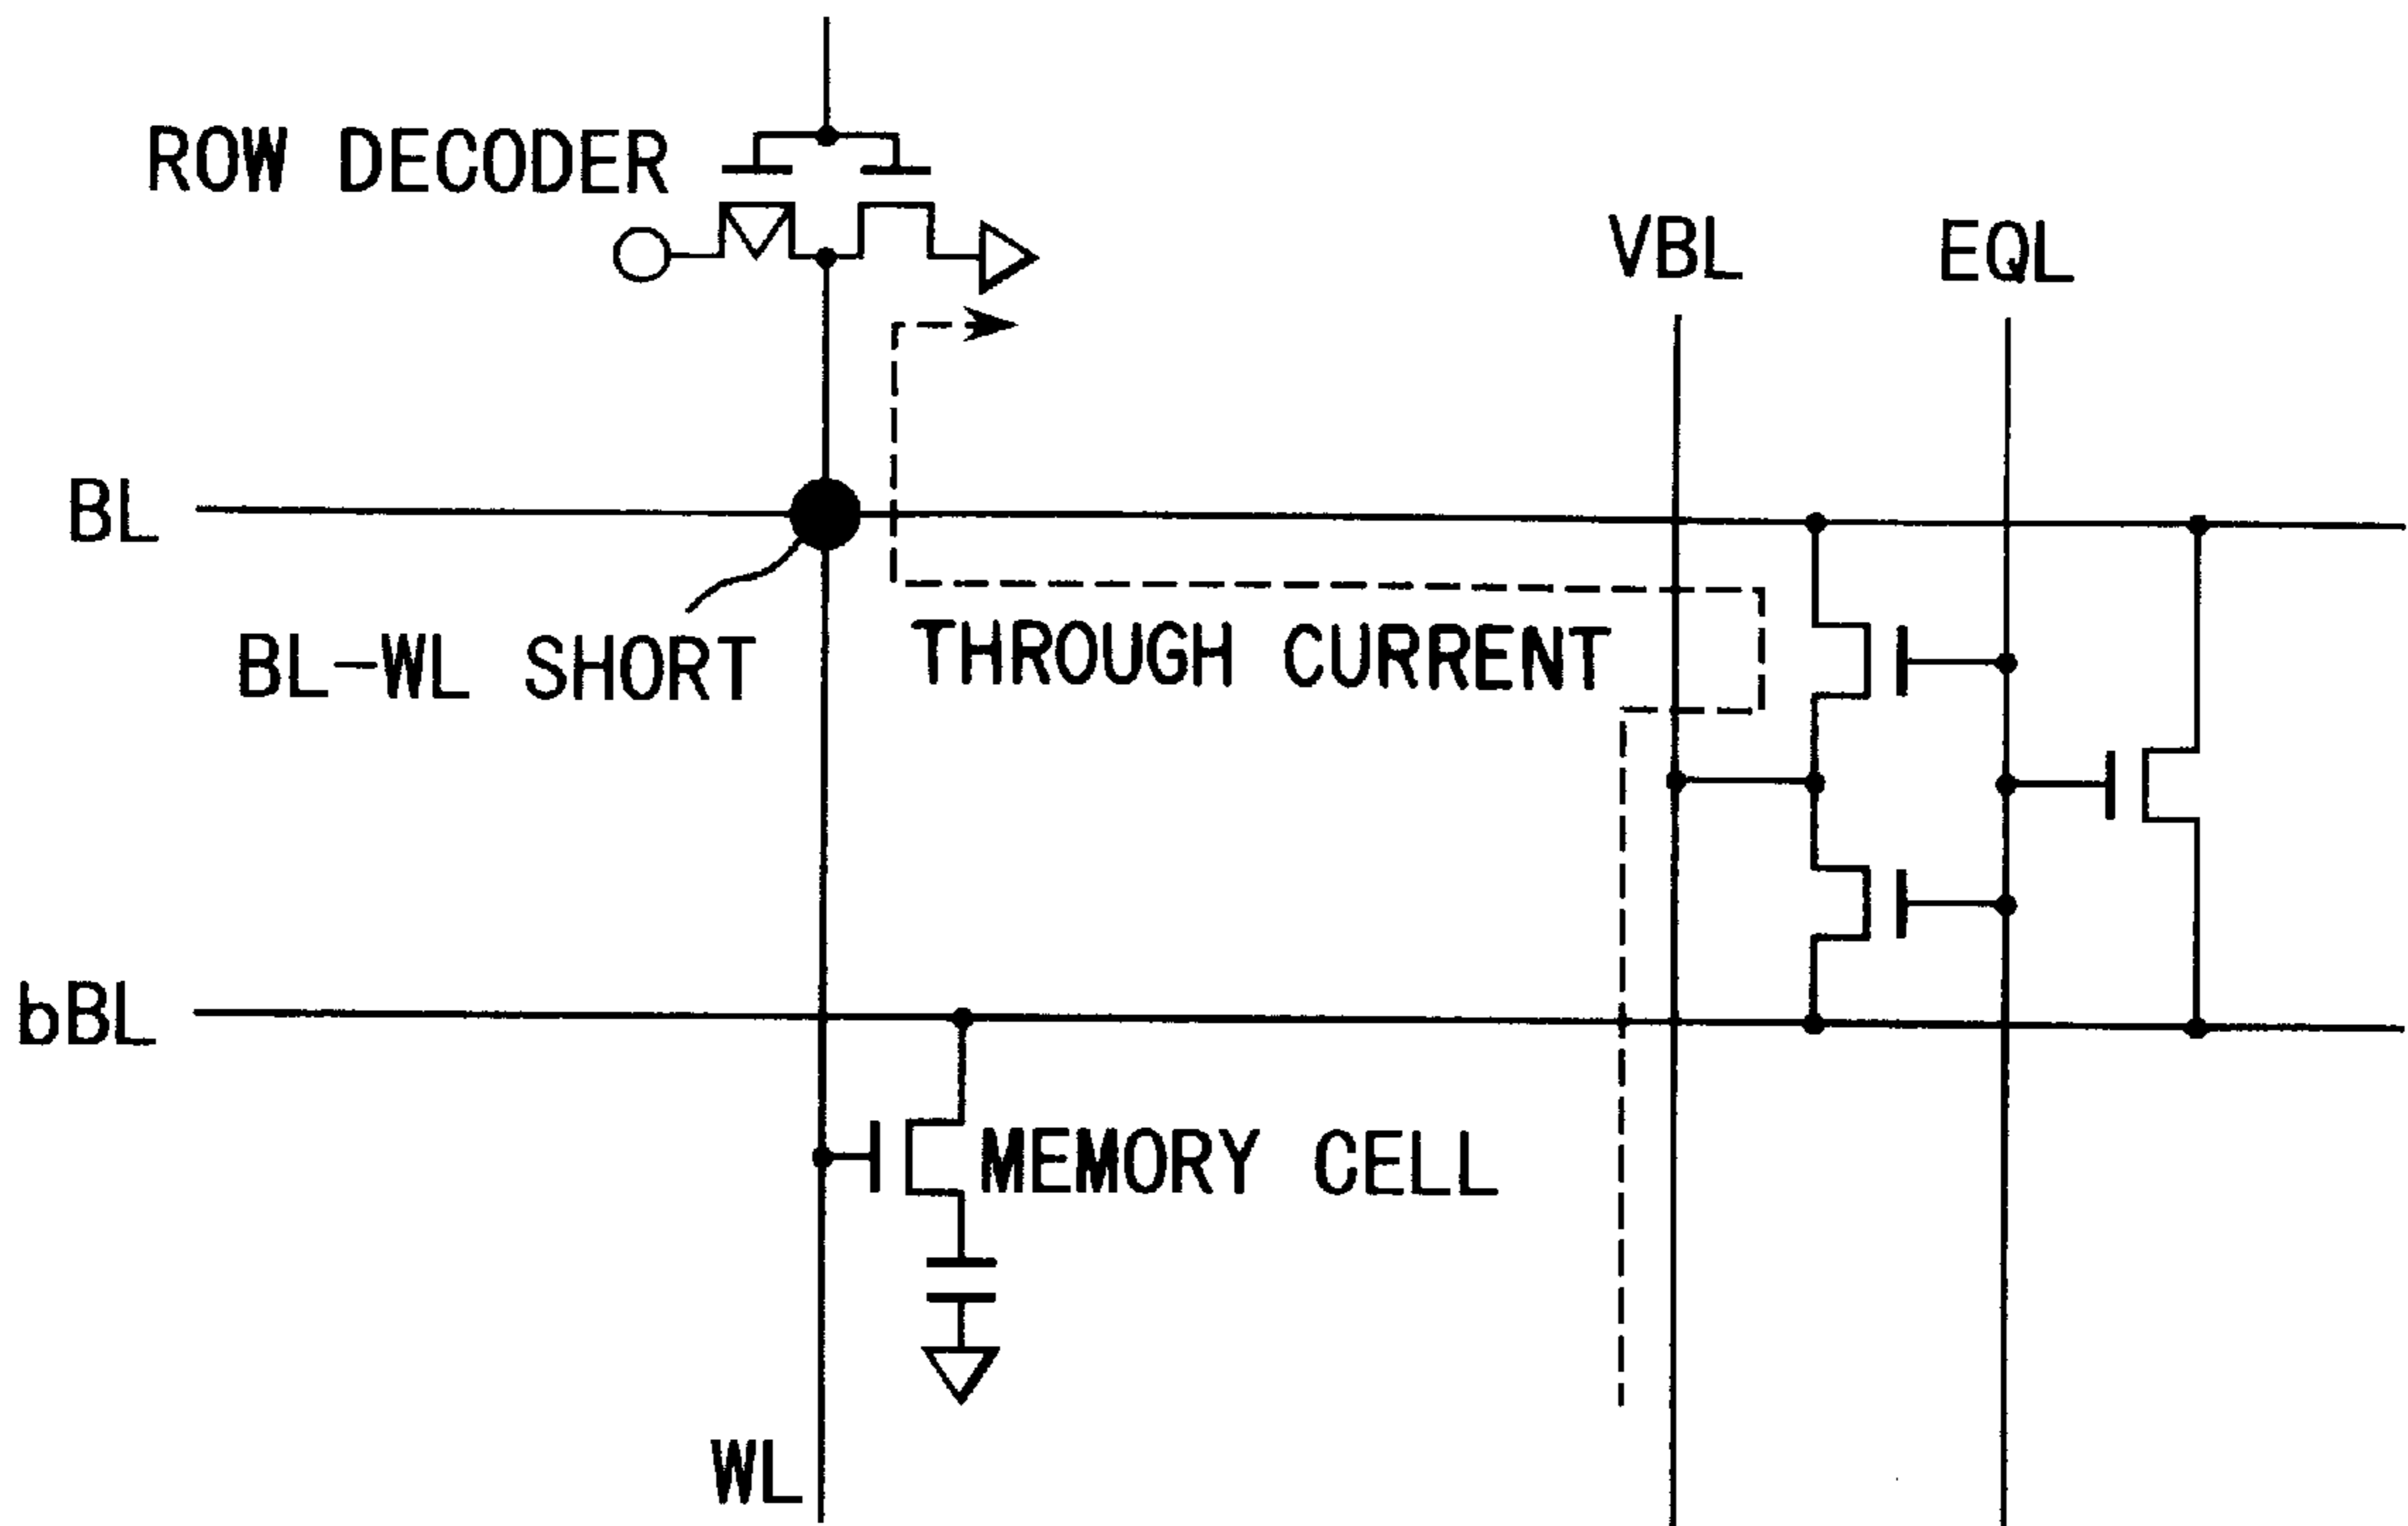 ROW DECODER
VBL
EQL
BL
BL-WL SHORT
THROUGH CURRENT
bBL
MEMORY CELL
WL